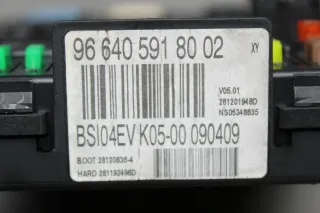 96 640 591 80 02 XY
V05.01
281201948D
NS05348835
BSI04EV K05-00 090409
BOOT 28120836-4
HARD 281192496D